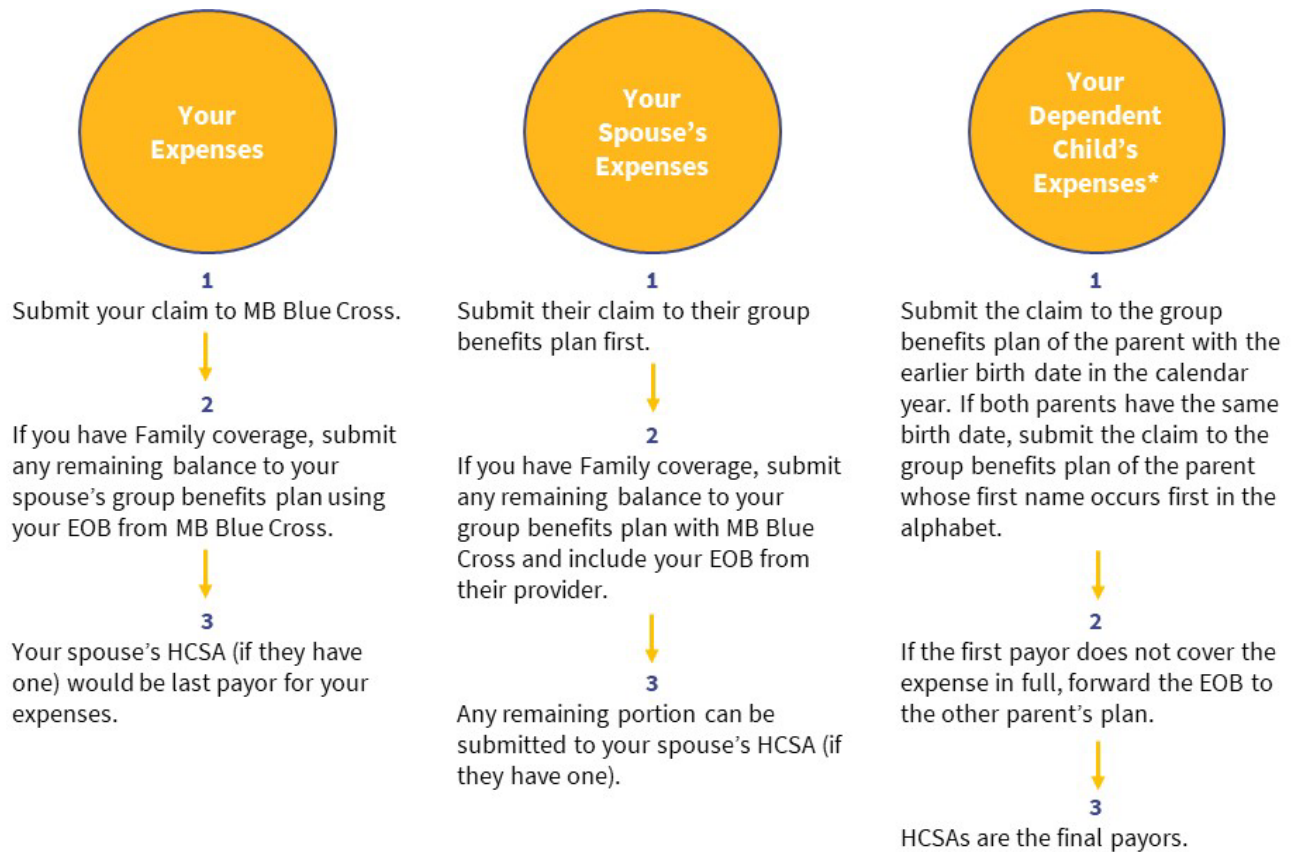 Your
Expenses
1
Submit your claim to MB Blue Cross.
2
If you have Family coverage, submit
any remaining balance to your
spouse’s group benefits plan using
your EOB from MB Blue Cross.
3
Your spouse’s HCSA (if they have
one) would be last payor for your
expenses.
Your
Spouse’s
Expenses
1
Submit their claim to their group
benefits plan first.
2
If you have Family coverage, submit
any remaining balance to your
group benefits plan with MB Blue
Cross and include your EOB from
their provider.
3
Any remaining portion can be
submitted to your spouse’s HCSA (if
they have one).
Your
Dependent
Child’s
Expenses*
1
Submit the claim to the group
benefits plan of the parent with the
earlier birth date in the calendar
year. If both parents have the same
birth date, submit the claim to the
group benefits plan of the parent
whose first name occurs first in the
alphabet.
2
If the first payor does not cover the
expense in full, forward the EOB to
the other parent’s plan.
3
HCSAs are the final payors.